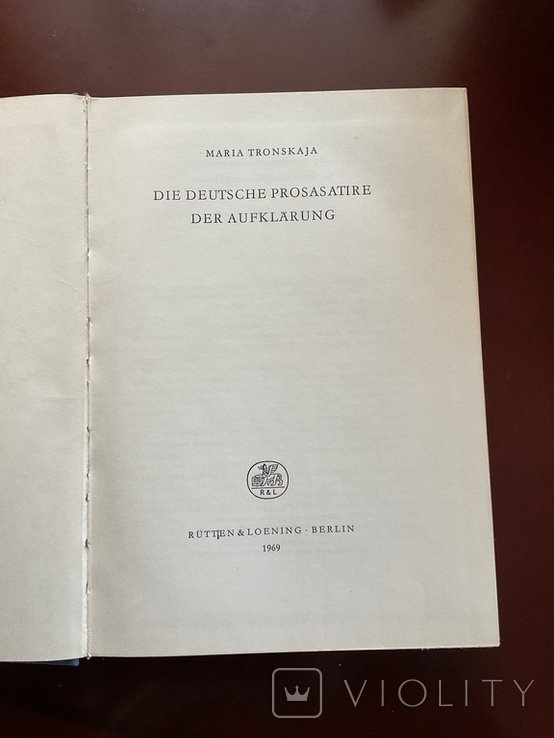 MARIA TRONSKAJA
DIE DEUTSCHE PROSASATIRE
DER AUFKLÄRUNG
R & L
RÜTTEN & LOENING · BERLIN
1969
VIOLITY